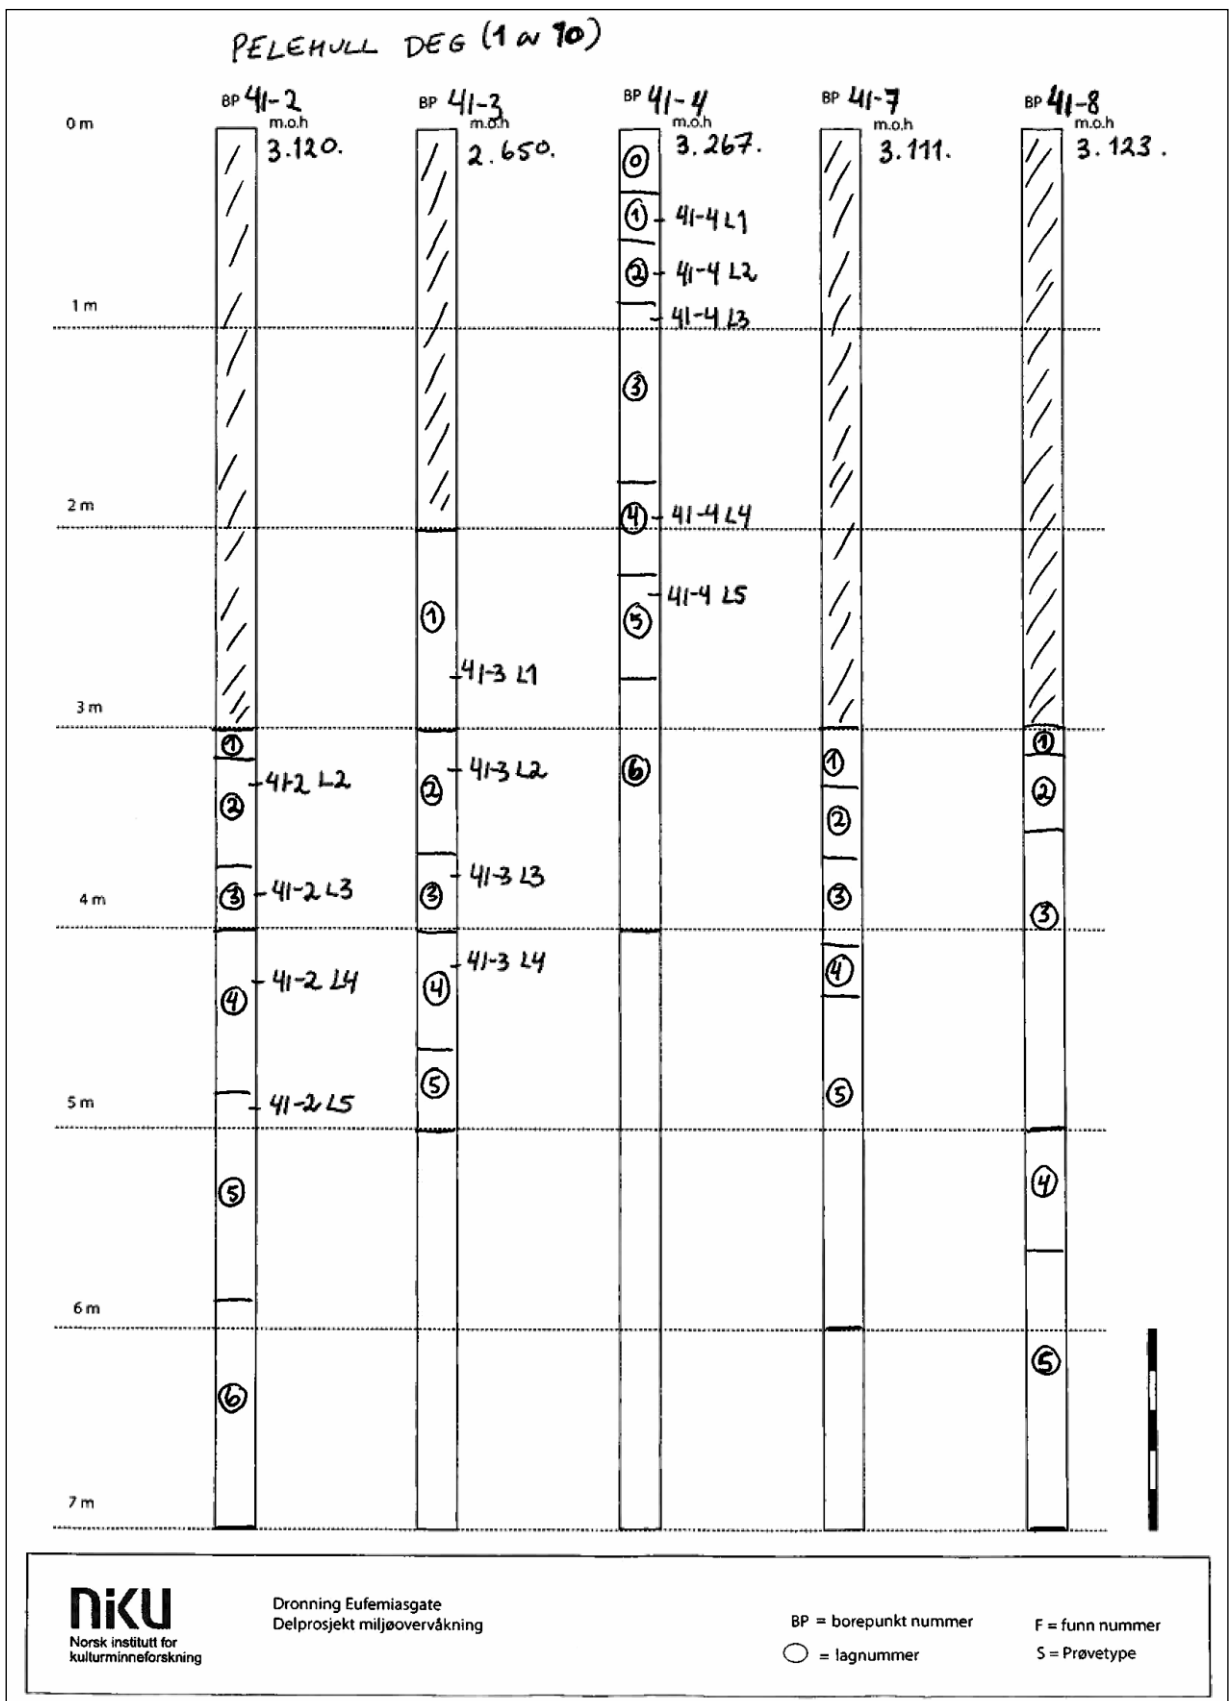 PELEHULL DEG (1 av 10)
BP 41-2
m.o.h
3.120.
BP 41-3
m.o.h
2.650.
BP 41-4
m.o.h
3.267.
BP 41-7
m.o.h
3.111.
BP 41-8
m.o.h
3.123.
0 m
1 m
2 m
3 m
4 m
5 m
6 m
7 m
1
2
41-2 L2
3
41-2 L3
4
41-2 L4
41-2 L5
5
6
1
41-3 L1
2
41-3 L2
3
41-3 L3
4
41-3 L4
5
0
1
41-4 L1
2
41-4 L2
41-4 L3
3
4
41-4 L4
41-4 L5
5
6
1
2
3
4
5
1
2
3
4
5
NIKU
Norsk institutt for
kulturminneforskning
Dronning Eufemiasgate
Delprosjekt miljøovervåkning
BP = borepunkt nummer
= lagnummer
F = funn nummer
S = Prøvetype